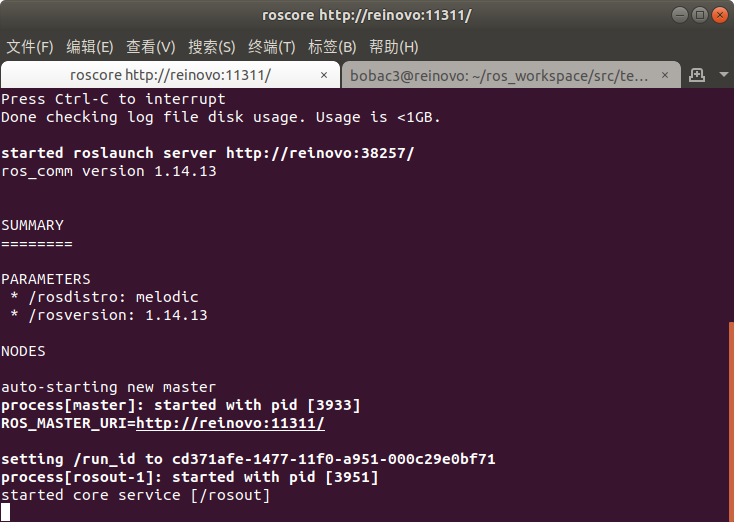 roscore http://reinovo:11311/
文件(F) 编辑(E) 查看(V) 搜索(S) 终端(T) 标签(B) 帮助(H)
roscore http://reinovo:11311/ × bobac3@reinovo: ~/ros_workspace/src/te... ×
Press Ctrl-C to interrupt
Done checking log file disk usage. Usage is <1GB.
started roslaunch server http://reinovo:38257/
ros_comm version 1.14.13
SUMMARY
========
PARAMETERS
 * /rosdistro: melodic
 * /rosversion: 1.14.13
NODES
auto-starting new master
process[master]: started with pid [3933]
ROS_MASTER_URI=http://reinovo:11311/
setting /run_id to cd371afe-1477-11f0-a951-000c29e0bf71
process[rosout-1]: started with pid [3951]
started core service [/rosout]